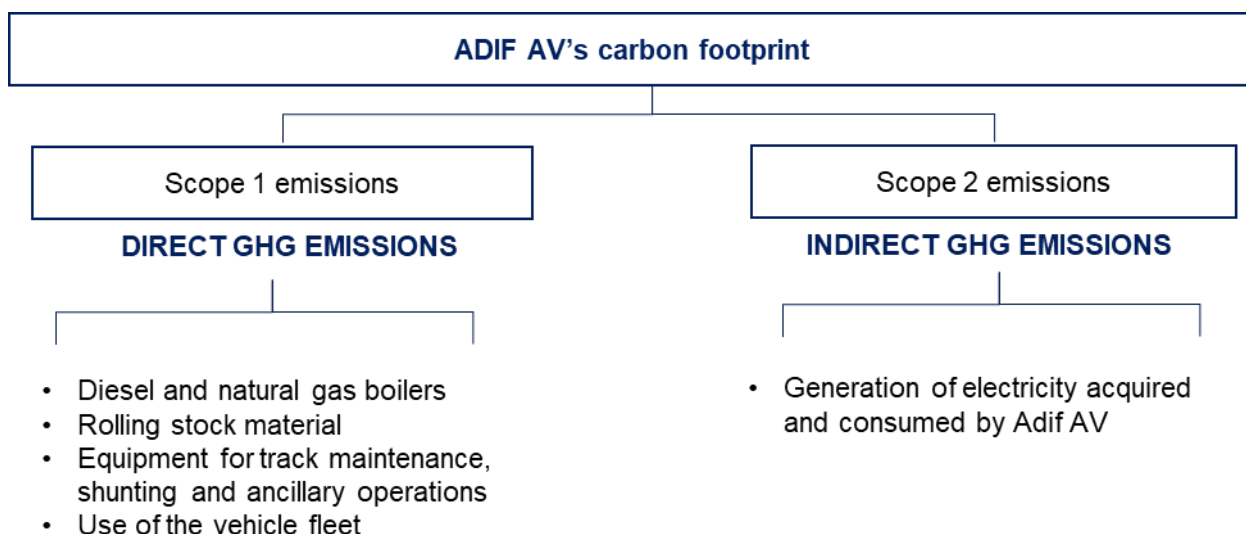 ADIF AV’s carbon footprint
Scope 1 emissions
DIRECT GHG EMISSIONS
• Diesel and natural gas boilers
• Rolling stock material
• Equipment for track maintenance,
shunting and ancillary operations
• Use of the vehicle fleet
Scope 2 emissions
INDIRECT GHG EMISSIONS
• Generation of electricity acquired
and consumed by Adif AV